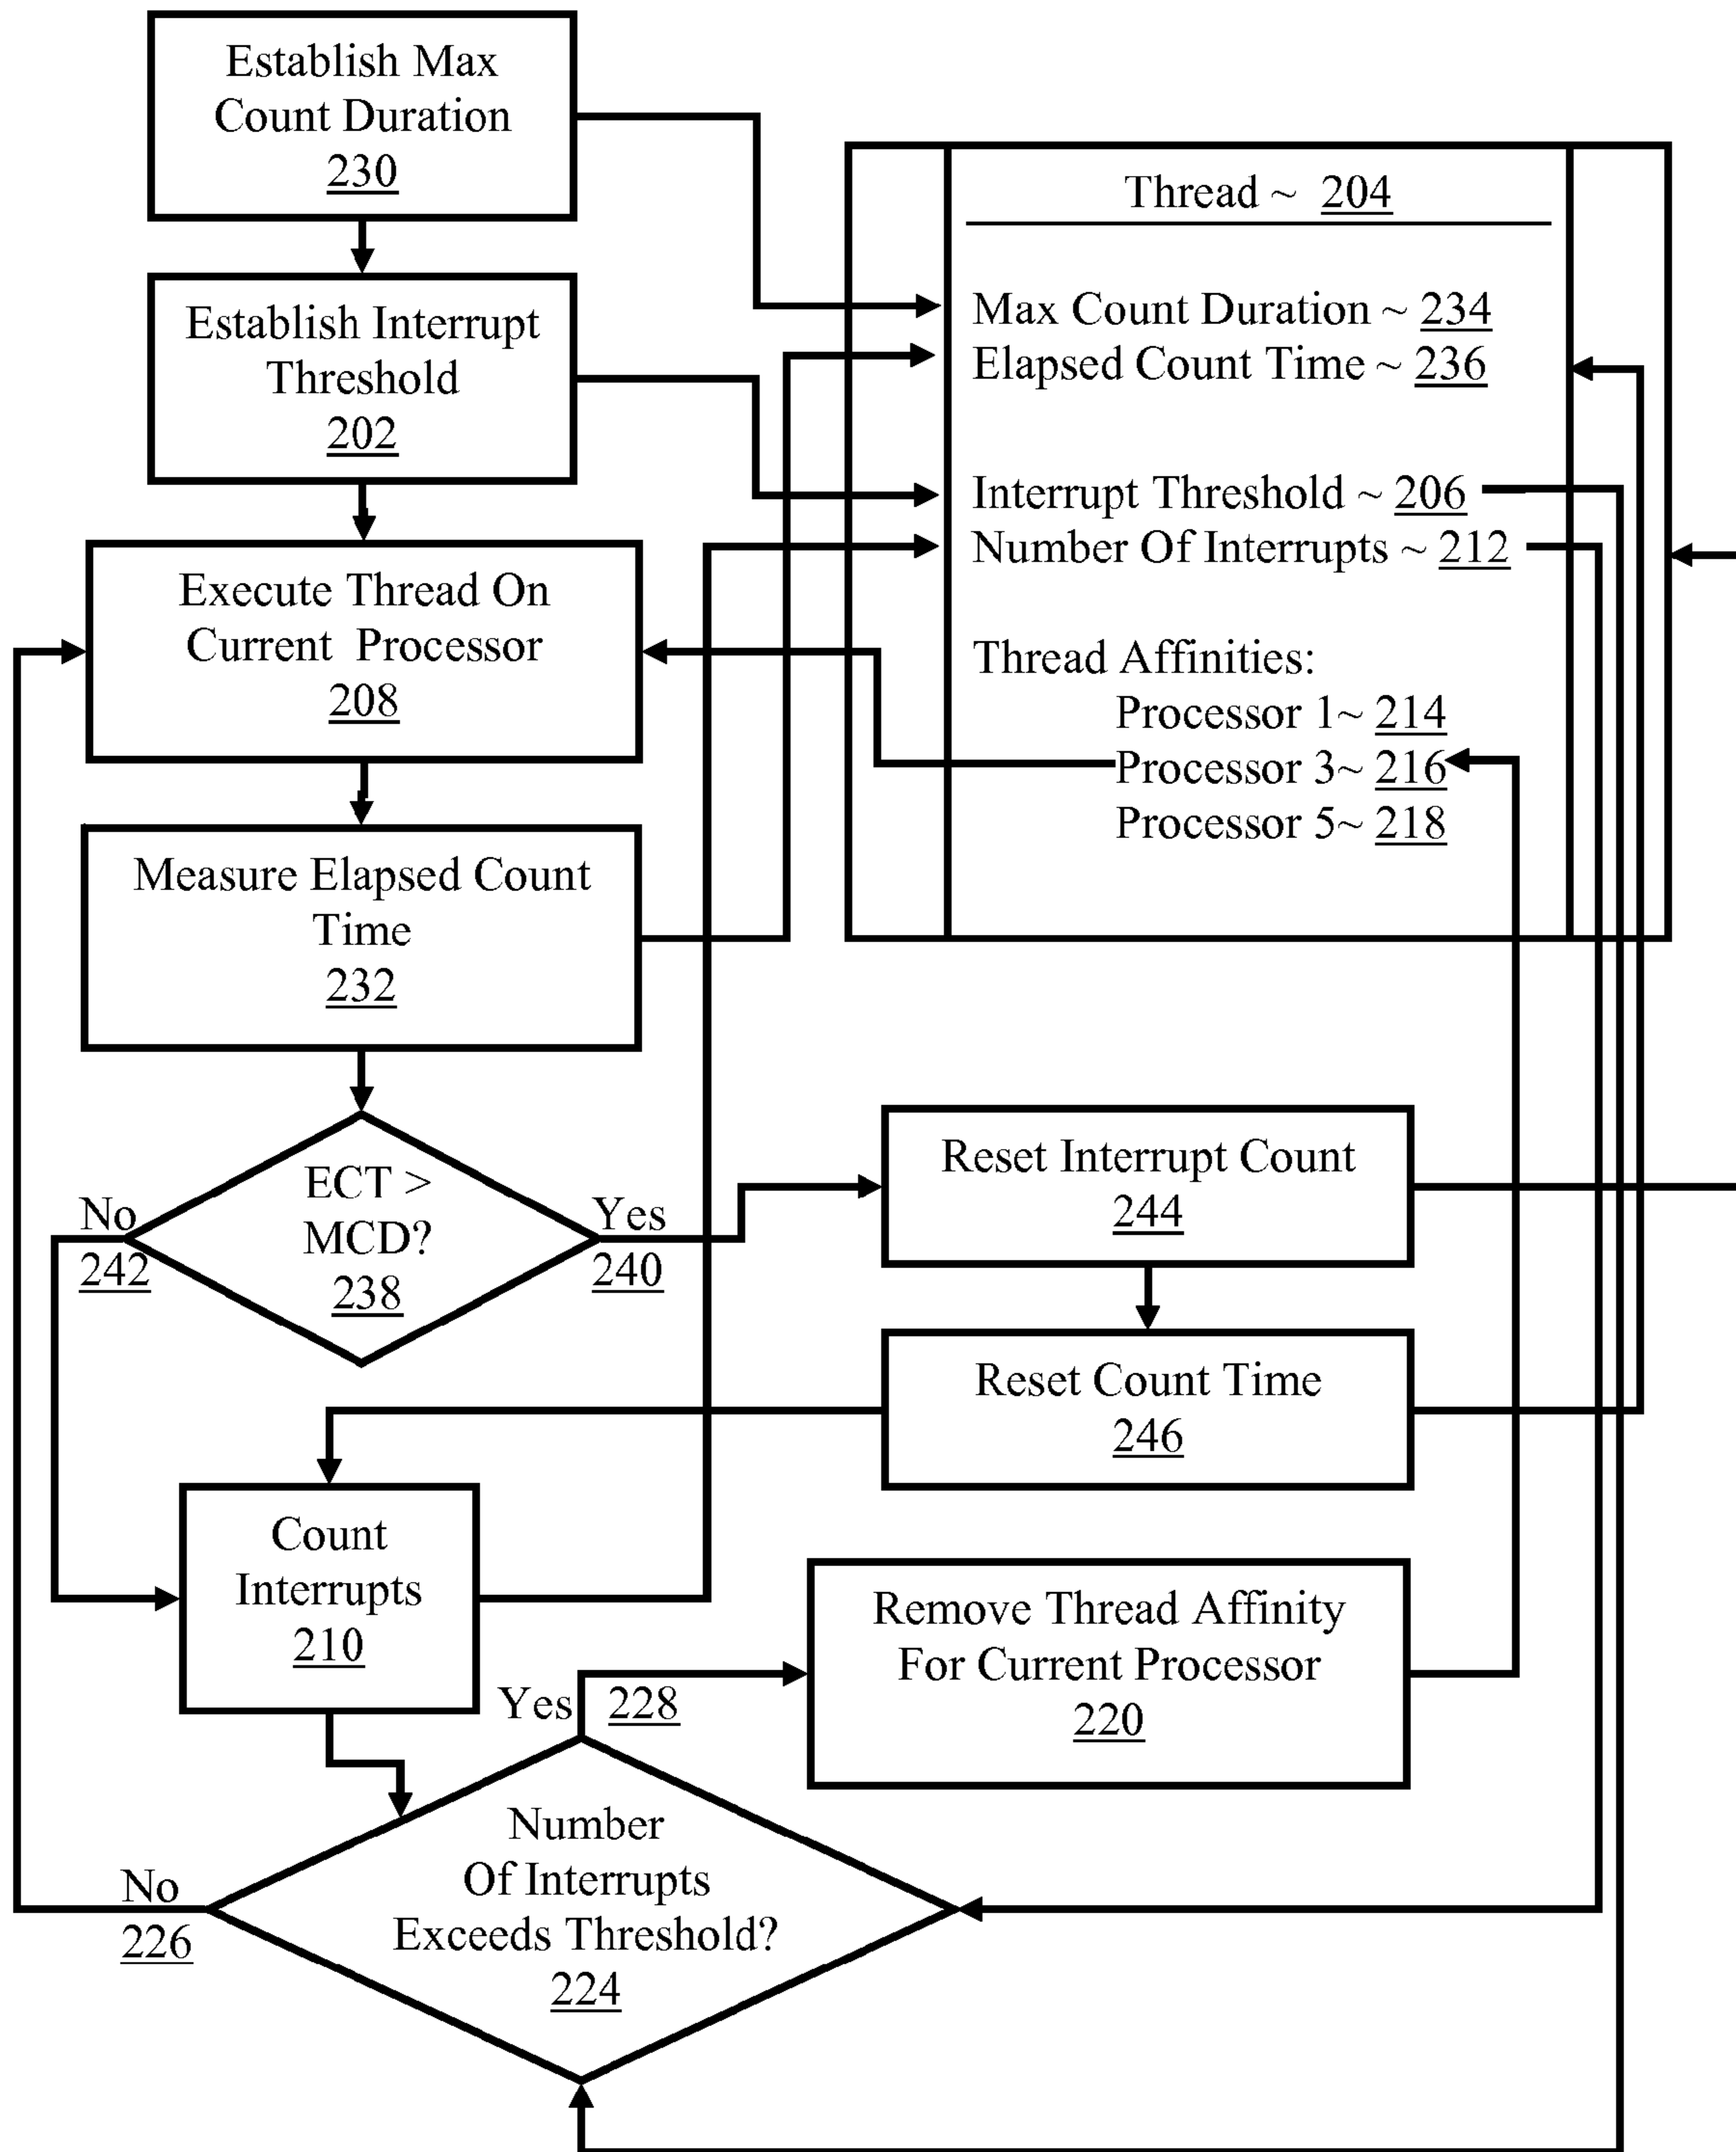 Establish Max
Count Duration
230
Establish Interrupt
Threshold
202
Execute Thread On
Current Processor
208
Measure Elapsed Count
Time
232
ECT >
MCD?
238
No
242
Yes
240
Count
Interrupts
210
Number
Of Interrupts
Exceeds Threshold?
224
No
226
Yes 228
Thread ~ 204
Max Count Duration ~ 234
Elapsed Count Time ~ 236
Interrupt Threshold ~ 206
Number Of Interrupts ~ 212
Thread Affinities:
Processor 1~ 214
Processor 3~ 216
Processor 5~ 218
Reset Interrupt Count
244
Reset Count Time
246
Remove Thread Affinity
For Current Processor
220